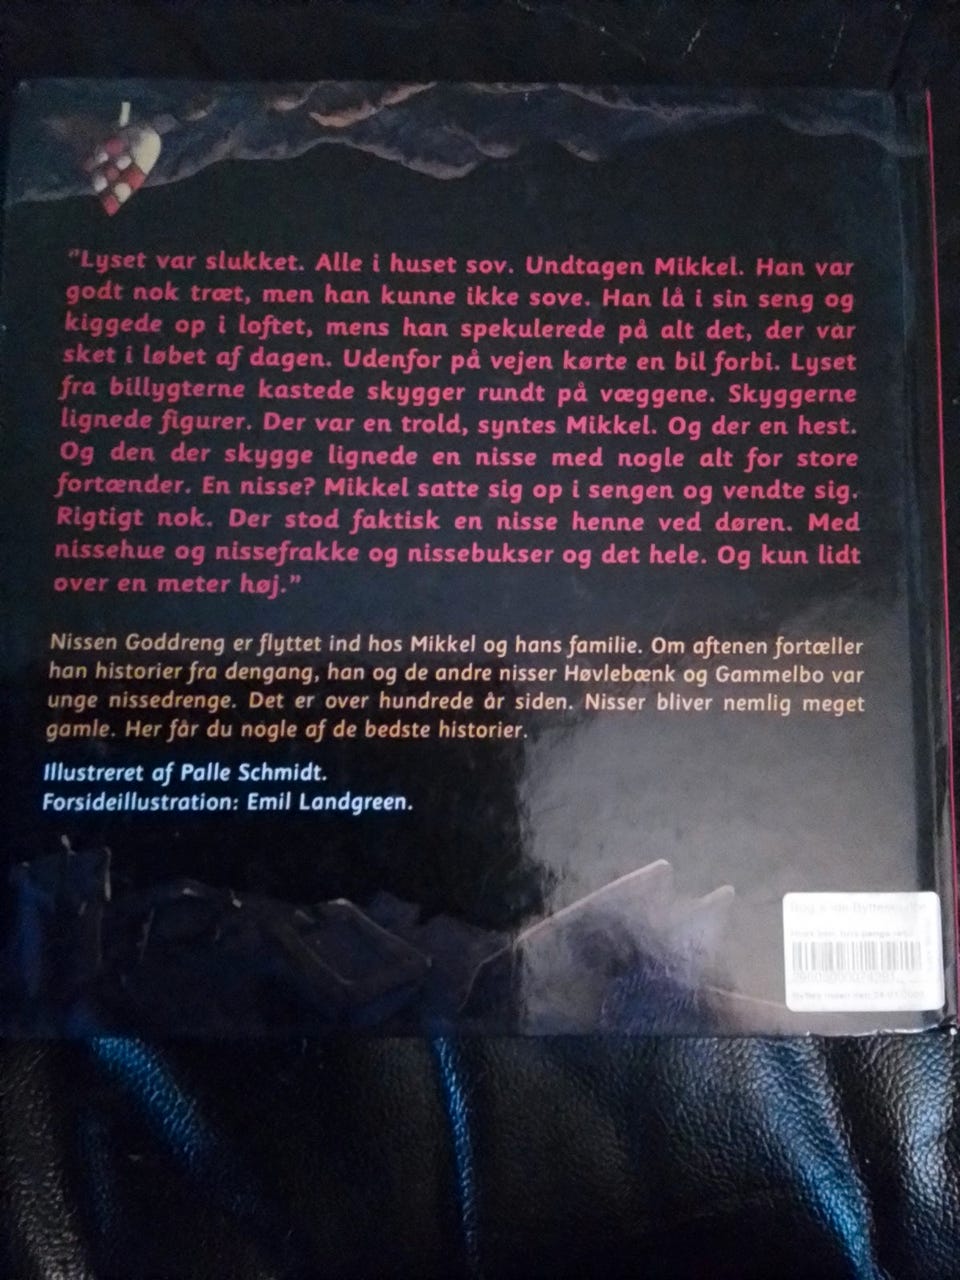 "Lyset var slukket. Alle i huset sov. Undtagen Mikkel. Han var
godt nok træt, men han kunne ikke sove. Han lå i sin seng og
kiggede op i loftet, mens han spekulerede på alt det, der var
sket i løbet af dagen. Udenfor på vejen kørte en bil forbi. Lyset
fra billygterne kastede skygger rundt på væggene. Skyggerne
lignede figurer. Der var en trold, syntes Mikkel. Og der en hest.
Og den der skygge lignede en nisse med nogle alt for store
fortænder. En nisse? Mikkel satte sig op i sengen og vendte sig.
Rigtigt nok. Der stod faktisk en nisse henne ved døren. Med
nissehue og nissefrakke og nissebukser og det hele. Og kun lidt
over en meter høj."
Nissen Goddreng er flyttet ind hos Mikkel og hans familie. Om aftenen fortæller
han historier fra dengang, han og de andre nisser Høvlebænk og Gammelbo var
unge nissedrenge. Det er over hundrede år siden. Nisser bliver nemlig meget
gamle. Her får du nogle af de bedste historier.
Illustreret af Palle Schmidt.
Forsideillustration: Emil Landgreen.